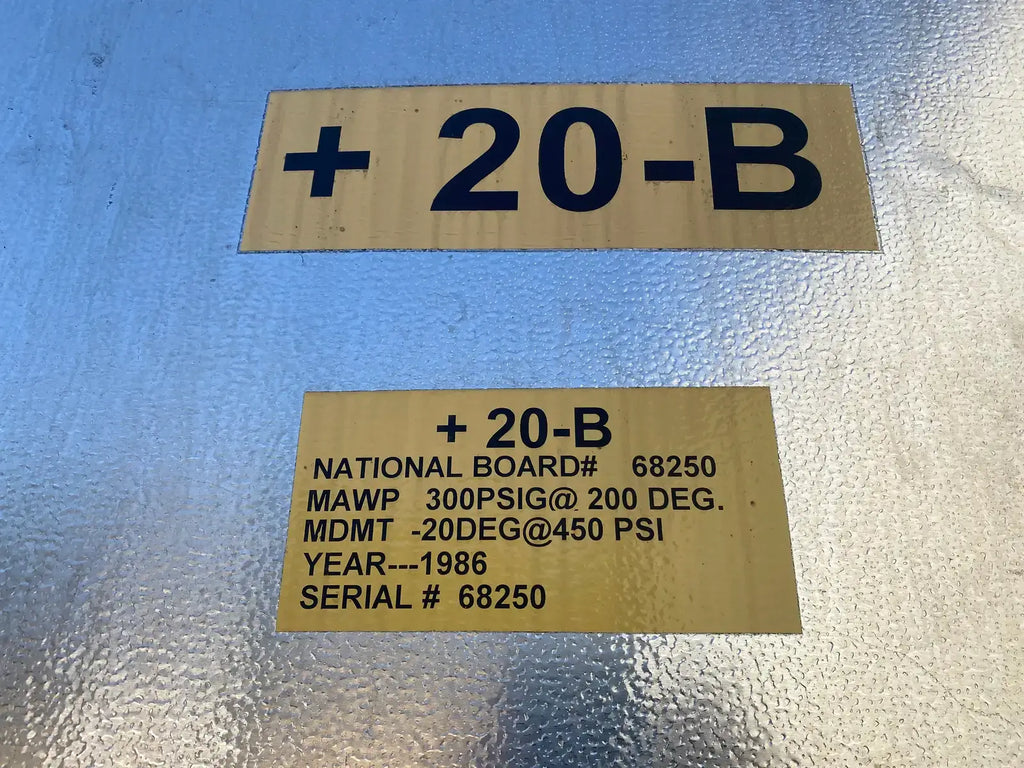 + 20-B
+ 20-B
NATIONAL BOARD# 68250
MAWP 300PSIG@ 200 DEG.
MDMT -20DEG@450 PSI
YEAR---1986
SERIAL # 68250